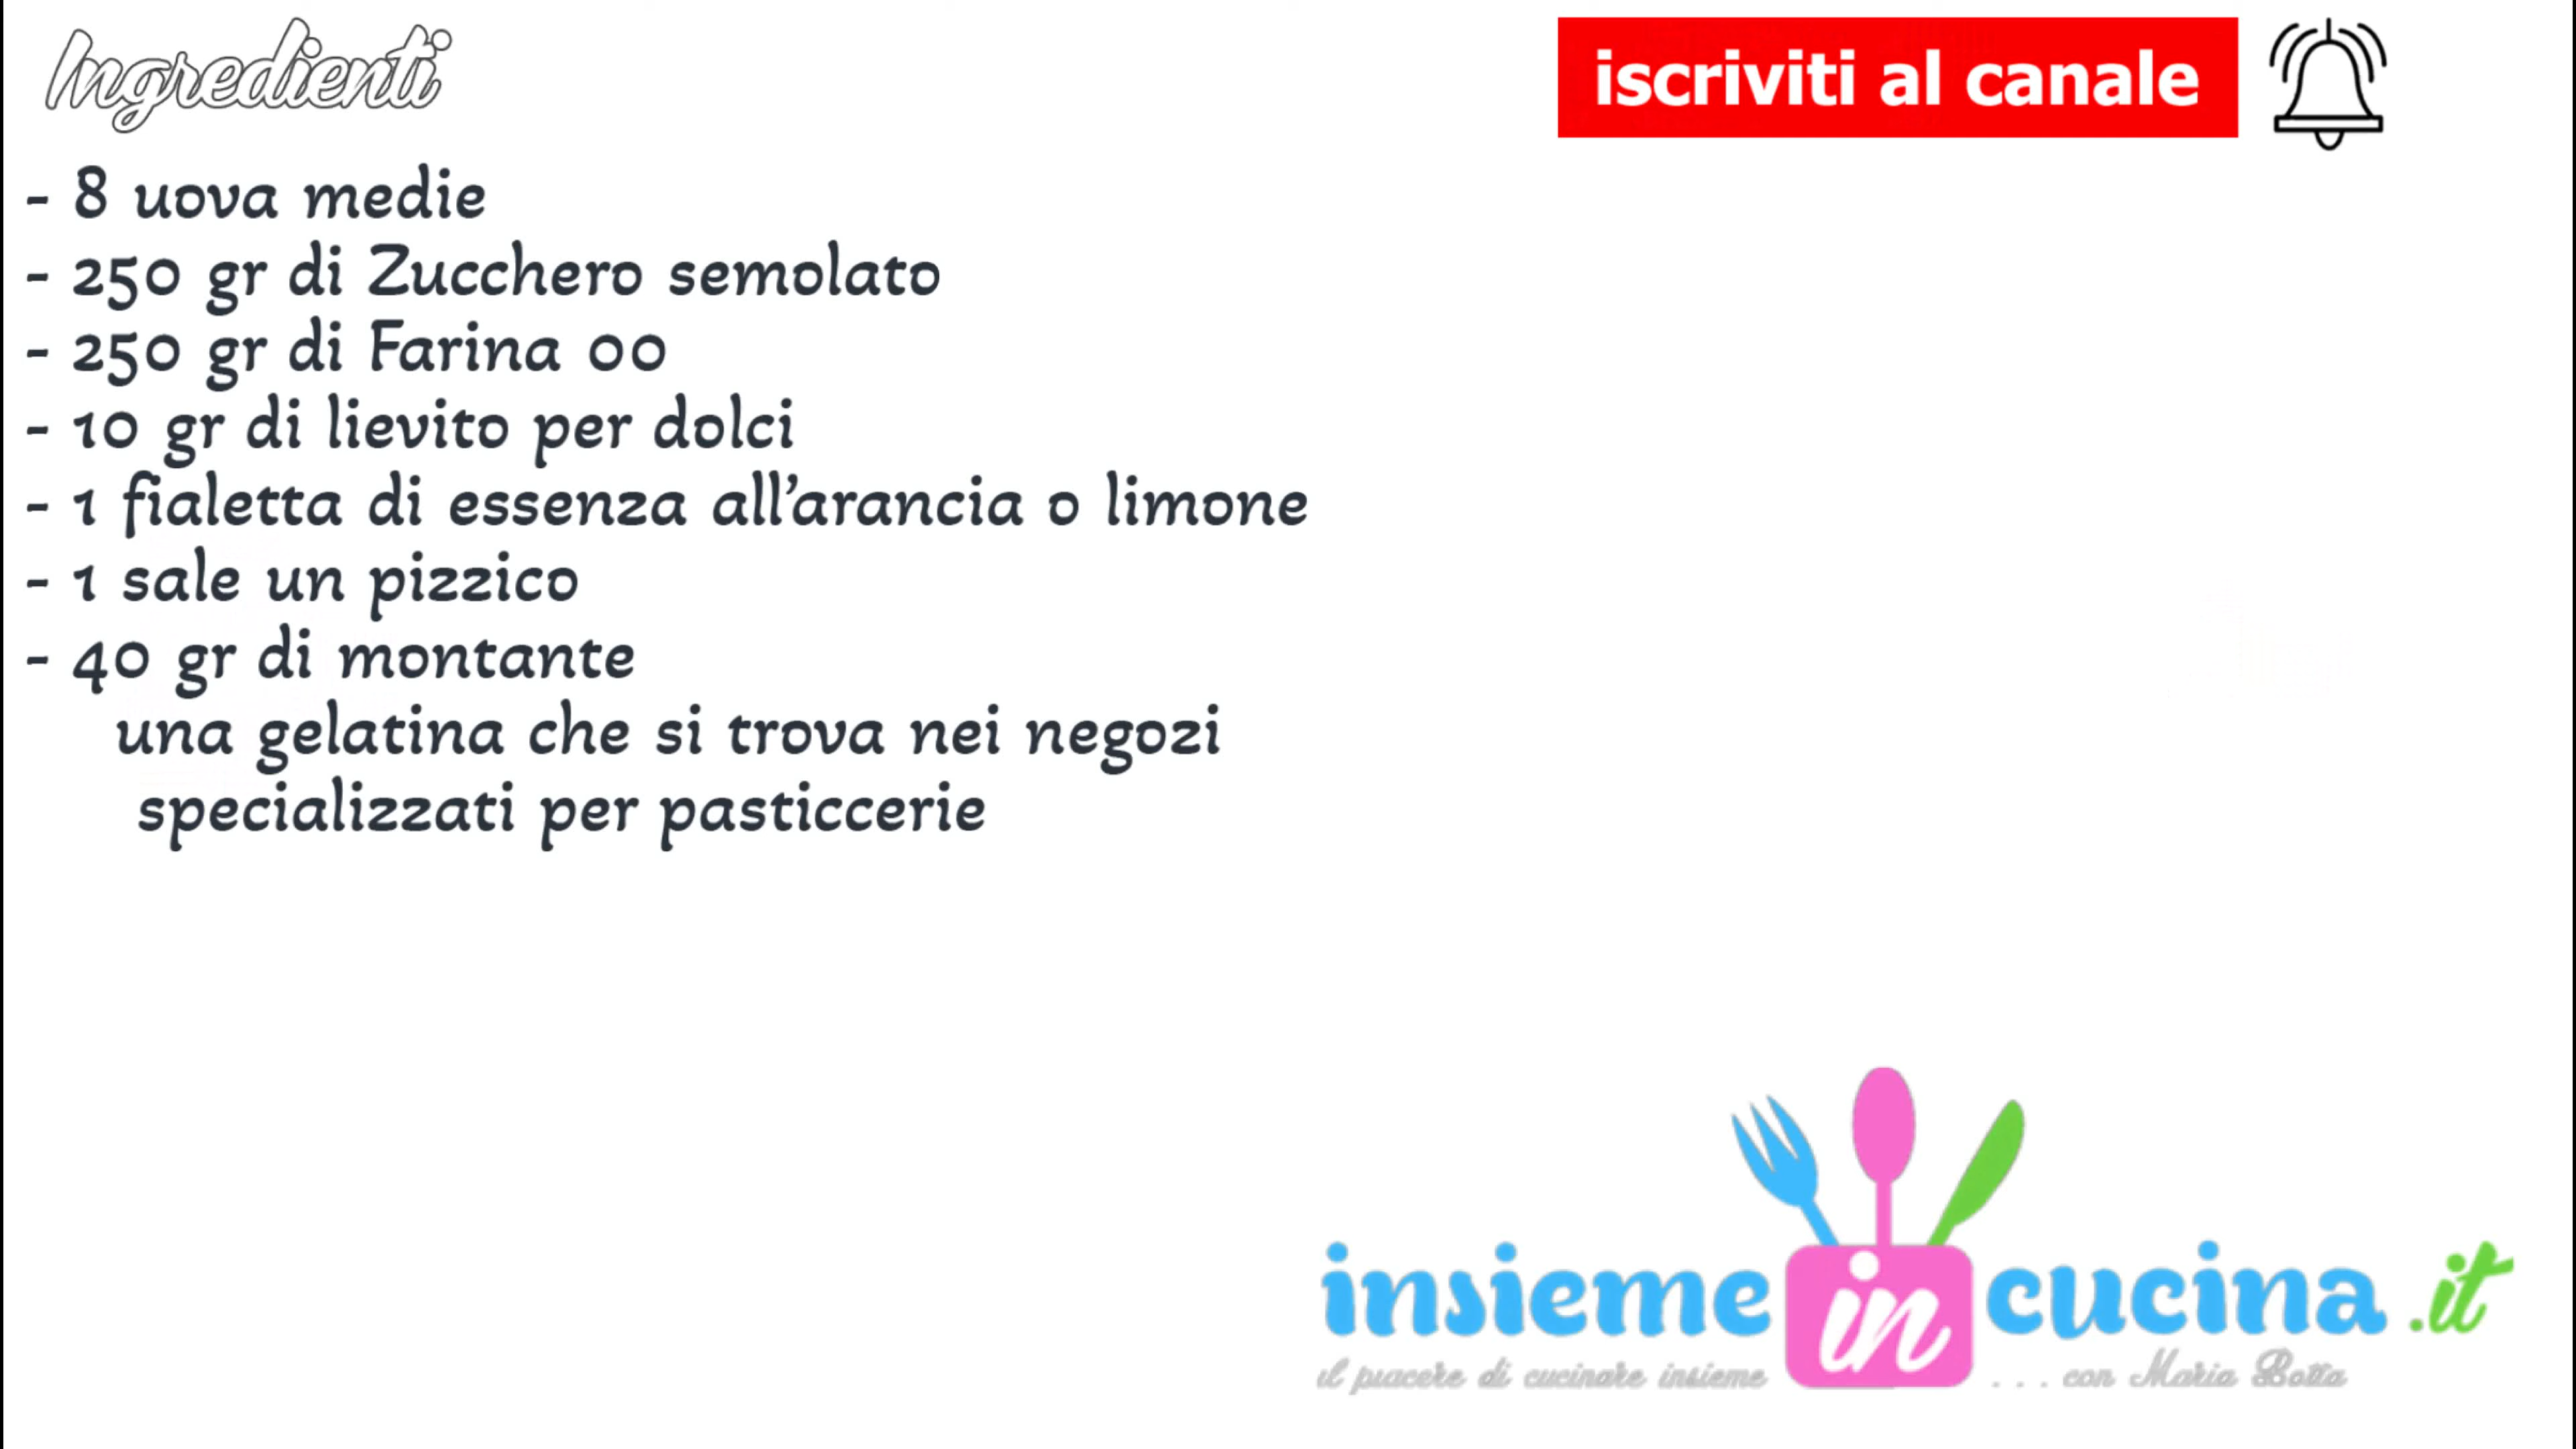 Ingredienti
iscriviti al canale
- 8 uova medie
- 250 gr di Zucchero semolato
- 250 gr di Farina 00
- 10 gr di lievito per dolci
- 1 fialetta di essenza all'arancia o limone
- 1 sale un pizzico
- 40 gr di montante
una gelatina che si trova nei negozi
specializzati per pasticcerie
insieme in cucina .it
il piacere di cucinare insieme ... con Maria Botta